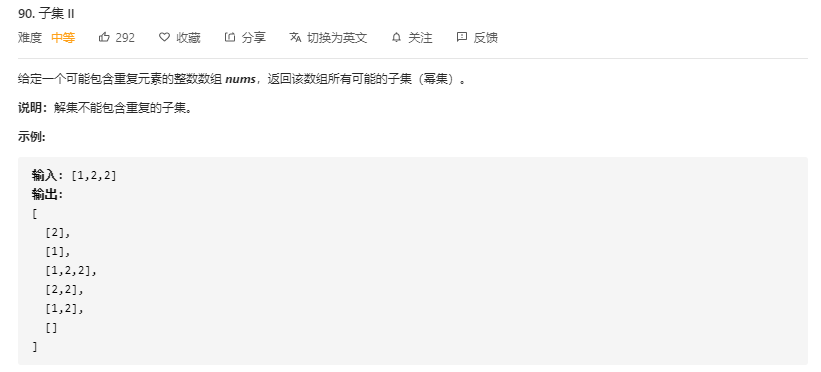 90. 子集 II
难度 中等 292 收藏 分享 切换为英文 关注 反馈
给定一个可能包含重复元素的整数数组 nums，返回该数组所有可能的子集（幂集）。
说明：解集不能包含重复的子集。
示例:
输入: [1,2,2]
输出:
[
  [2],
  [1],
  [1,2,2],
  [2,2],
  [1,2],
  []
]